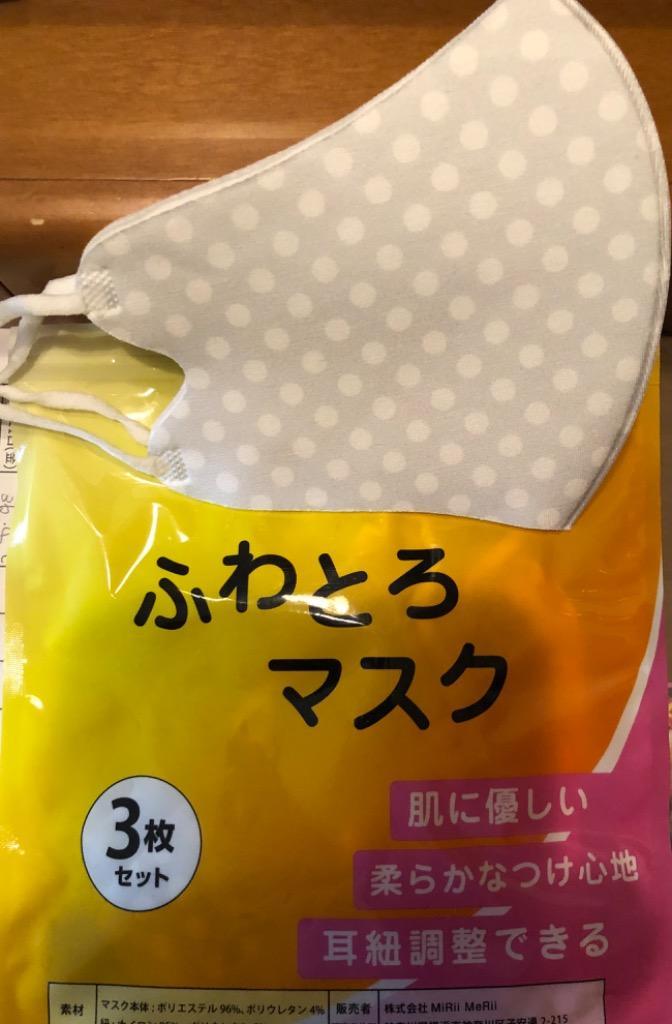 ふわとろ
マスク
3枚
セット
肌に優しい
柔らかなつけ心地
耳紐調整できる
素材
マスク本体：ポリエステル96%、ポリウレタン4%
販売者
株式会社 MiRii MeRii